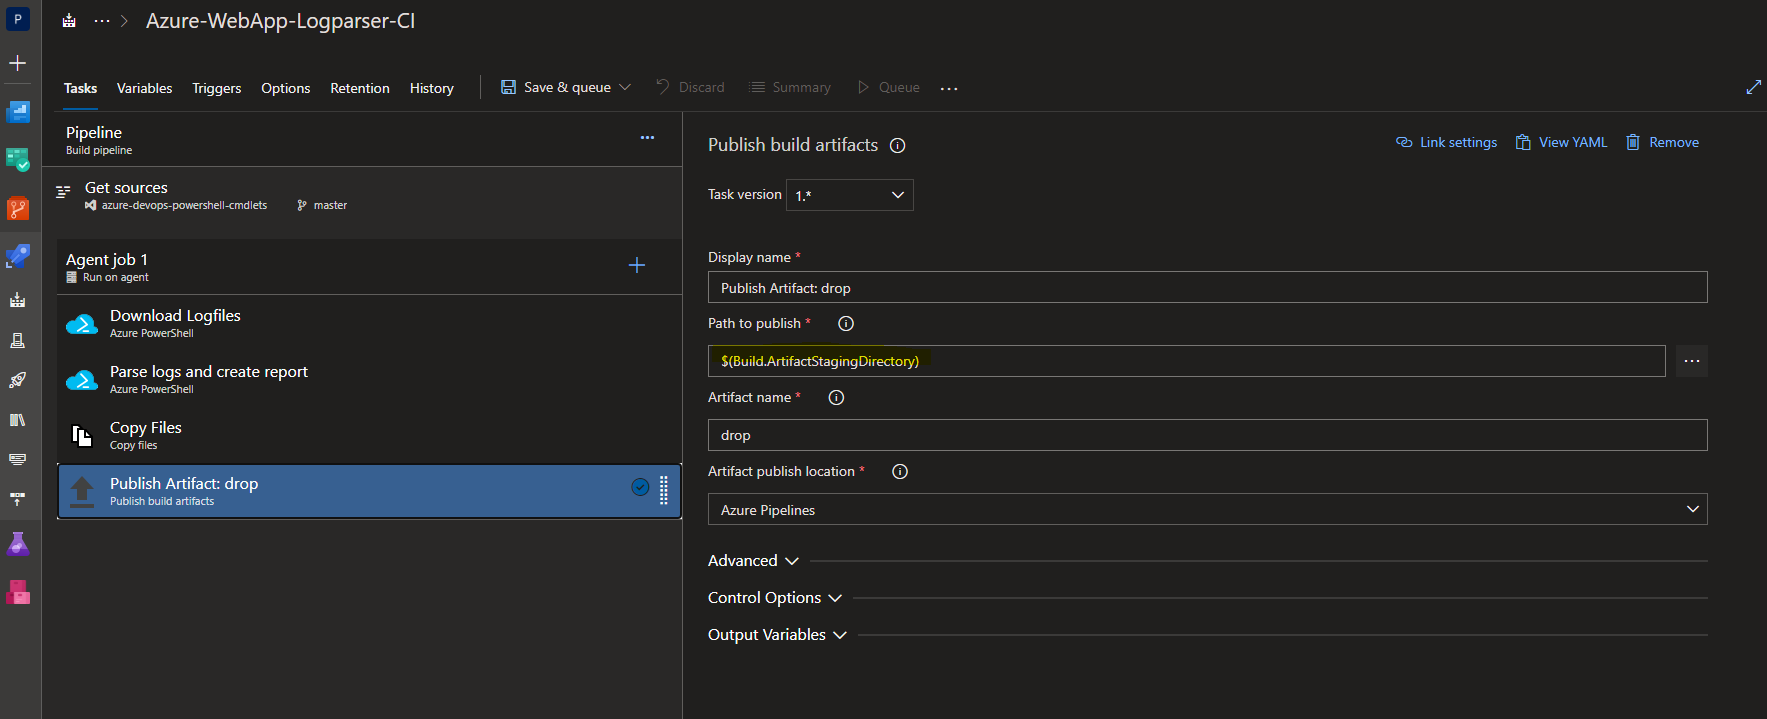 P
Azure-WebApp-Logparser-CI
Tasks Variables Triggers Options Retention History Save & queue Discard Summary Queue
Pipeline
Build pipeline
Get sources
azure-devops-powershell-cmdlets master
Agent job 1
Run on agent
Download Logfiles
Azure PowerShell
Parse logs and create report
Azure PowerShell
Copy Files
Copy files
Publish Artifact: drop
Publish build artifacts
Publish build artifacts
Link settings View YAML Remove
Task version 1.*
Display name *
Publish Artifact: drop
Path to publish *
$(Build.ArtifactStagingDirectory)
Artifact name *
drop
Artifact publish location *
Azure Pipelines
Advanced
Control Options
Output Variables